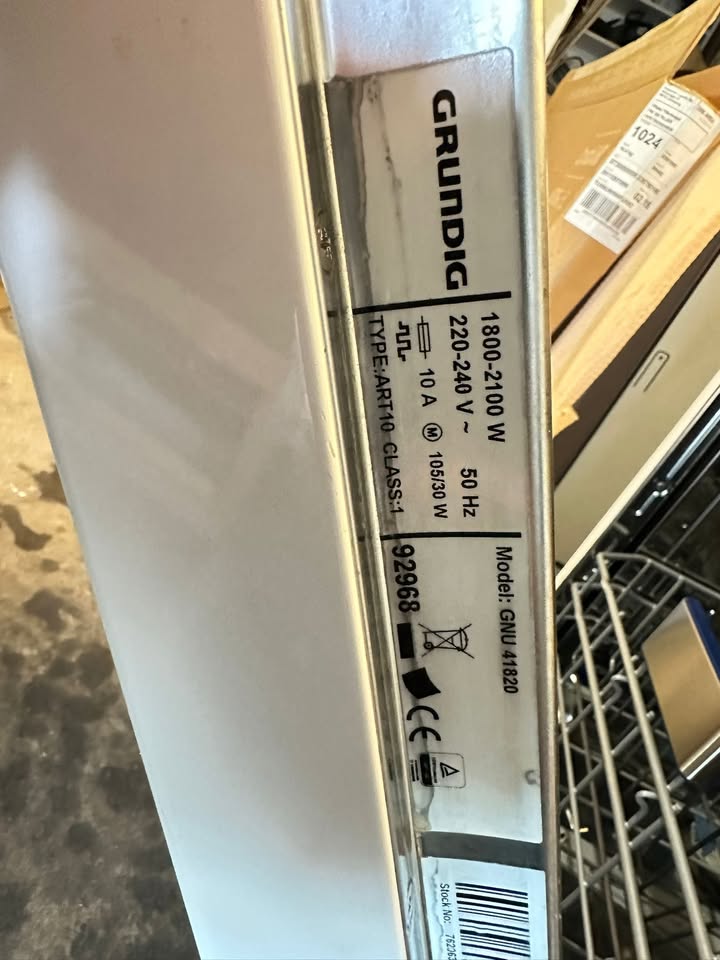 GRUNDIG
1800-2100 W
220-240 V ~ 50 Hz
10 A M 105/30 W
TYPE:ART10 CLASS:1
Model: GNU 41820
92968
CE
Stock No:
1024